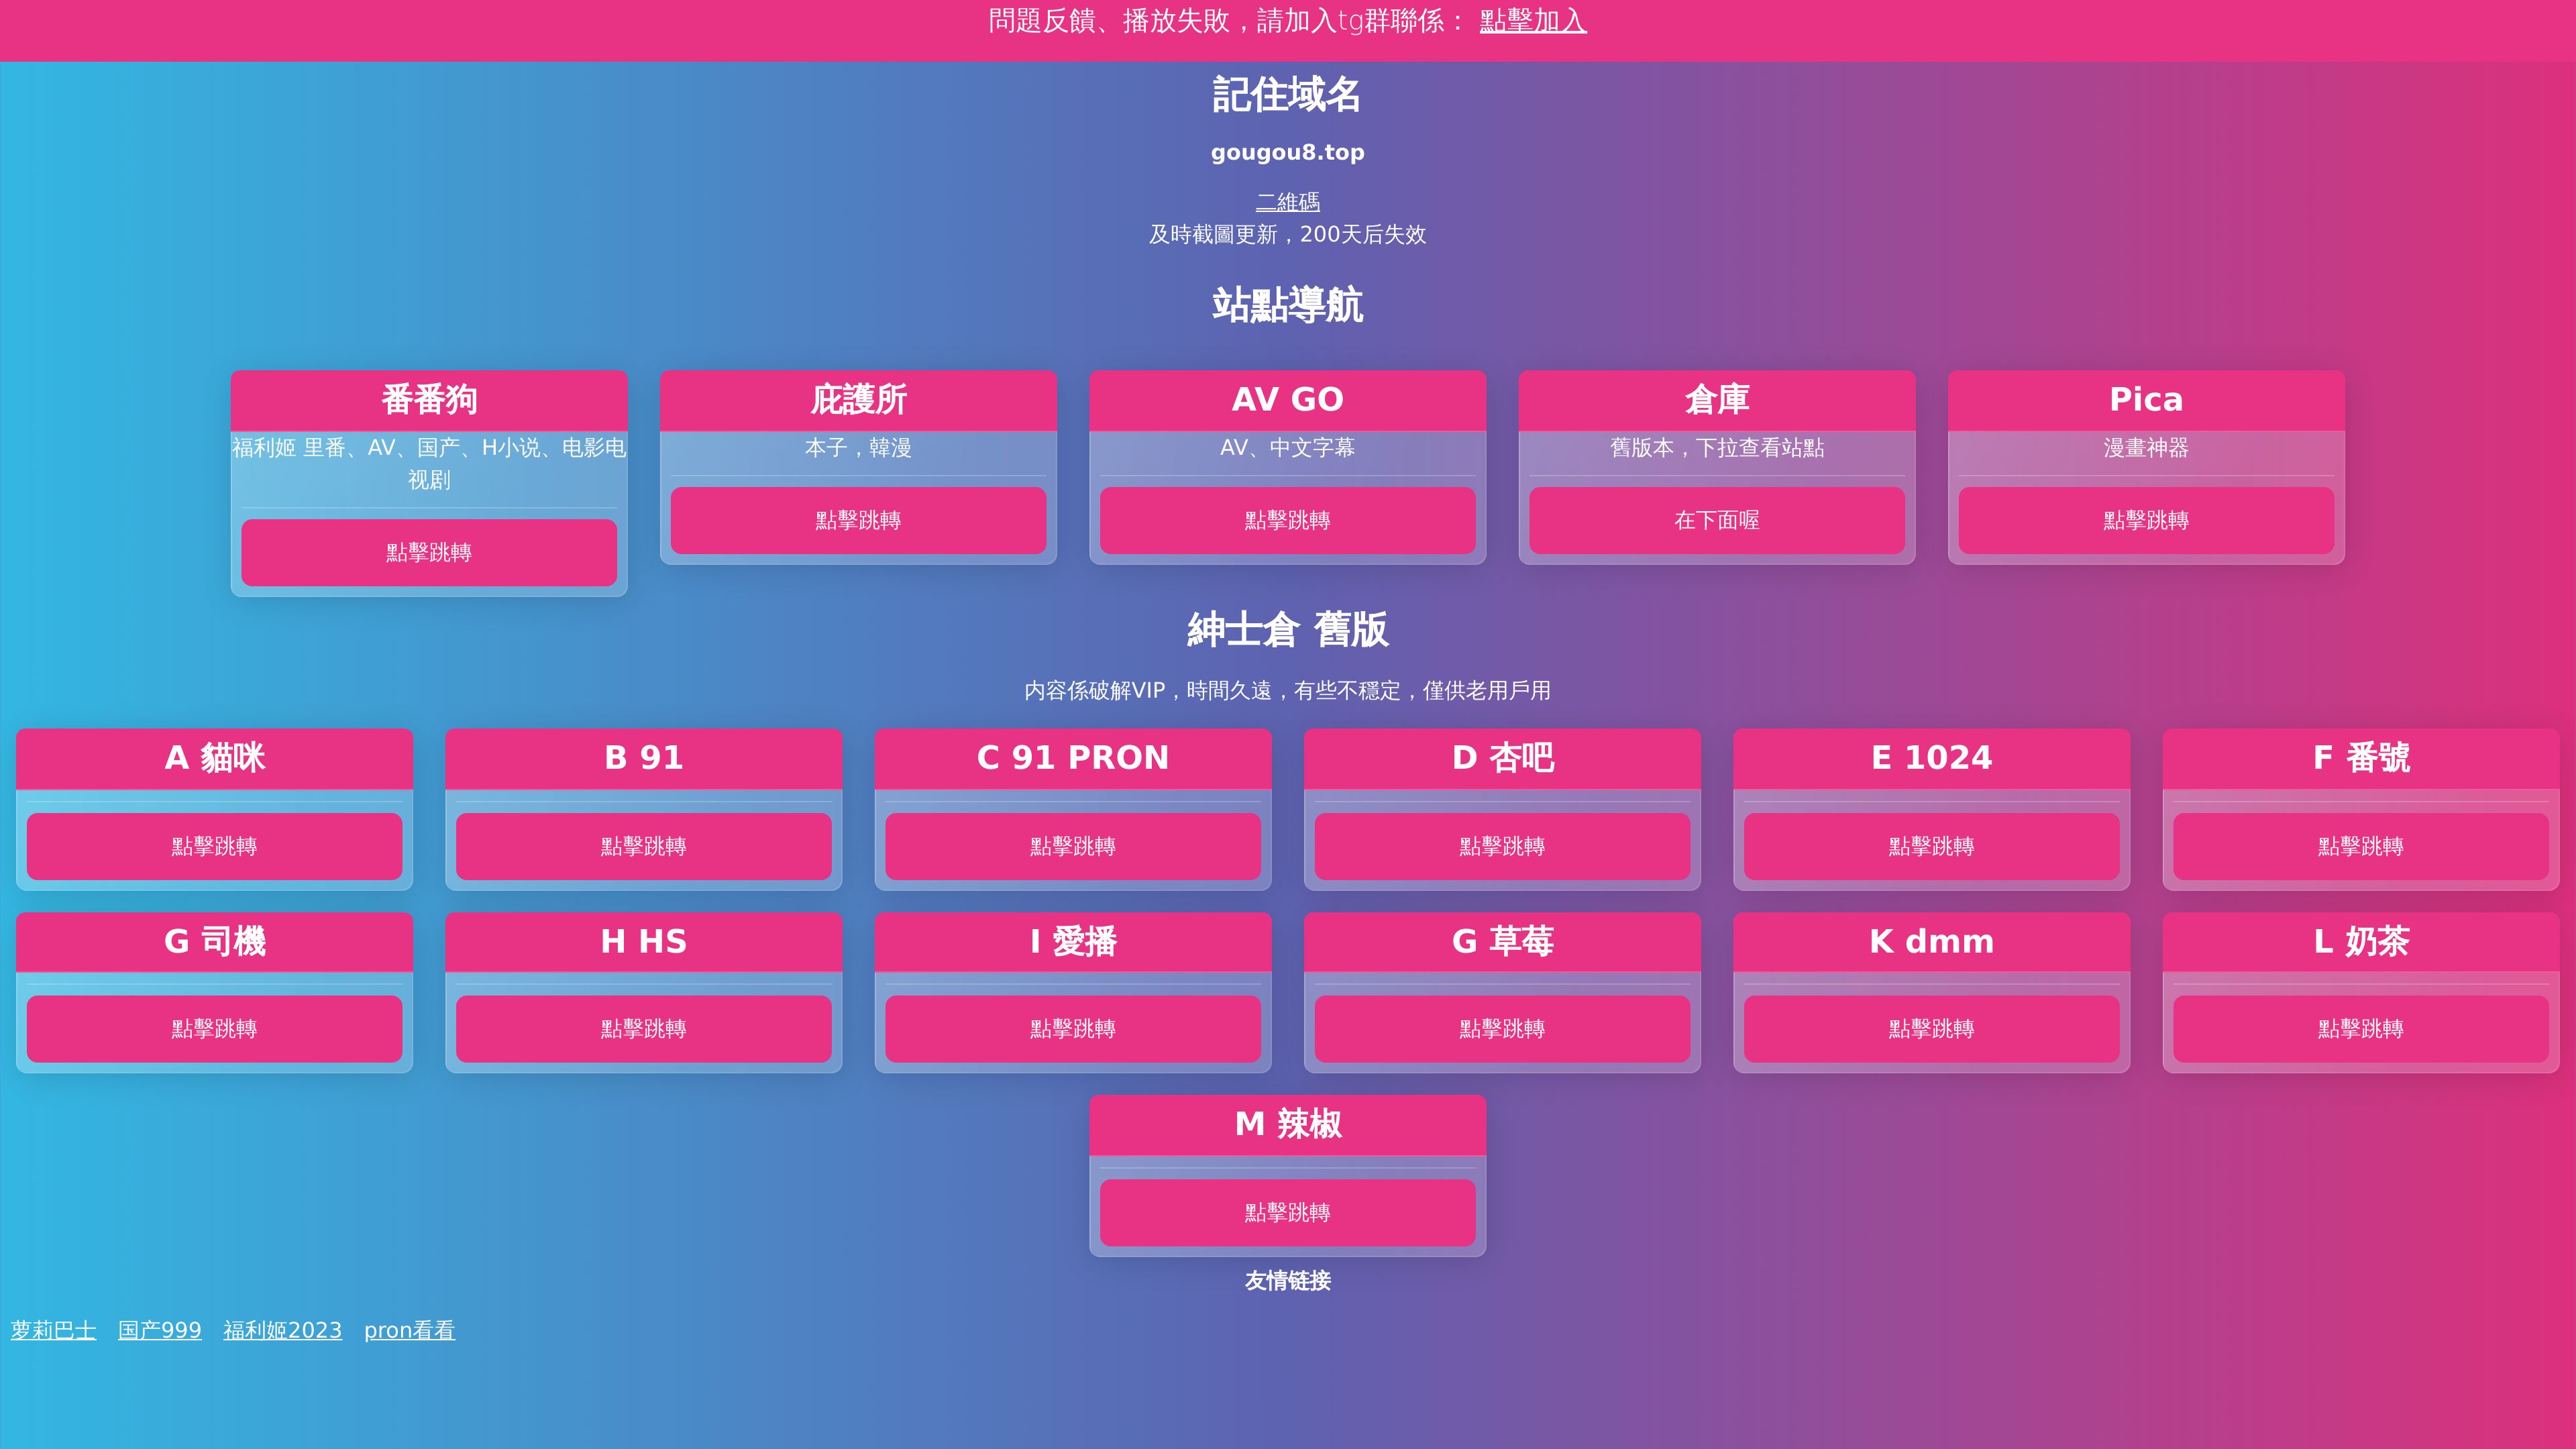 問題反饋、播放失敗，請加入tg群聯係： 點擊加入
記住域名
gougou8.top
二維碼
及時截圖更新，200天后失效
站點導航
番番狗
福利姬 里番、AV、国产、H小说、电影电
视剧
點擊跳轉
庇護所
本子，韓漫
點擊跳轉
AV GO
AV、中文字幕
點擊跳轉
倉庫
舊版本，下拉查看站點
在下面喔
Pica
漫畫神器
點擊跳轉
紳士倉 舊版
内容係破解VIP，時間久遠，有些不穩定，僅供老用戶用
A 貓咪
點擊跳轉
B 91
點擊跳轉
C 91 PRON
點擊跳轉
D 杏吧
點擊跳轉
E 1024
點擊跳轉
F 番號
點擊跳轉
G 司機
點擊跳轉
H HS
點擊跳轉
I 愛播
點擊跳轉
G 草莓
點擊跳轉
K dmm
點擊跳轉
L 奶茶
點擊跳轉
M 辣椒
點擊跳轉
友情链接
萝莉巴士 国产999 福利姬2023 pron看看